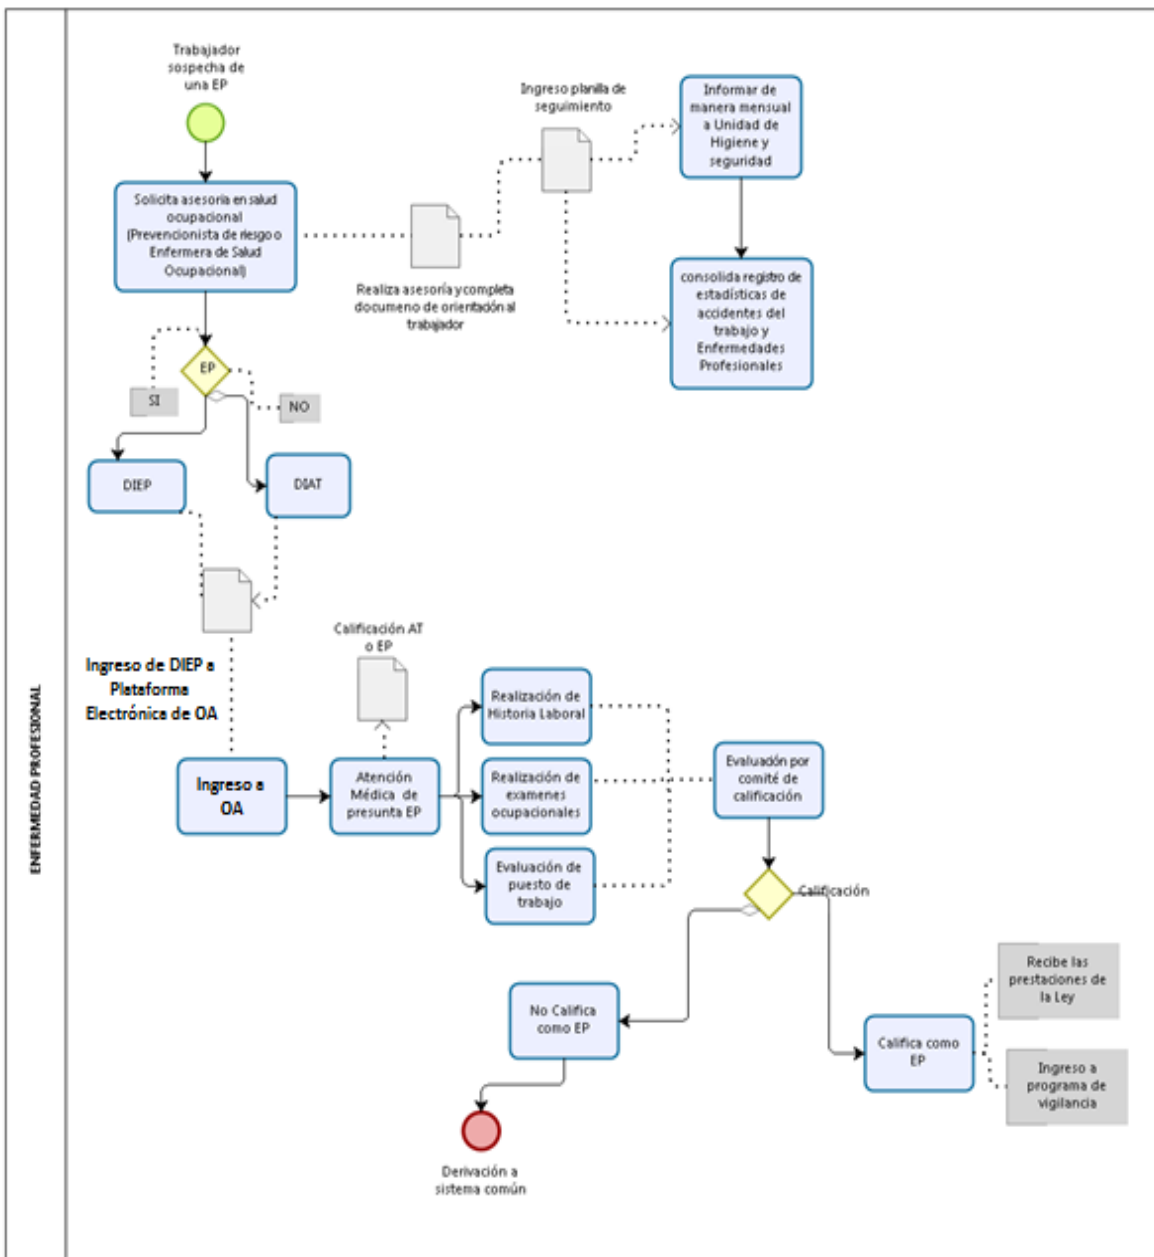 Trabajador
sospecha de
una EP
Solicita asesoría en salud
ocupacional
(Prevencionista de riesgo o
Enfermera de Salud
Ocupacional)
Realiza asesoría y completa
documeno de orientación al
trabajador
Ingreso planilla de
seguimiento
Informar de
manera mensual
a Unidad de
Higiene y
seguridad
consolida registro de
estadísticas de
accidentes del
trabajo y
Enfermedades
Profesionales
EP
SI
NO
DIEP
DIAT
Ingreso de DIEP a
Plataforma
Electrónica de OA
Calificación AT
o EP
Ingreso a
OA
Atención
Médica de
presunta EP
Realización de
Historia Laboral
Realización de
examenes
ocupacionales
Evaluación de
puesto de
trabajo
Evaluación por
comité de
calificación
Calificación
No Califica
como EP
Califica como
EP
Recibe las
prestaciones de
la Ley
Ingreso a
programa de
vigilancia
Derivación a
sistema común
ENFERMEDAD PROFESIONAL